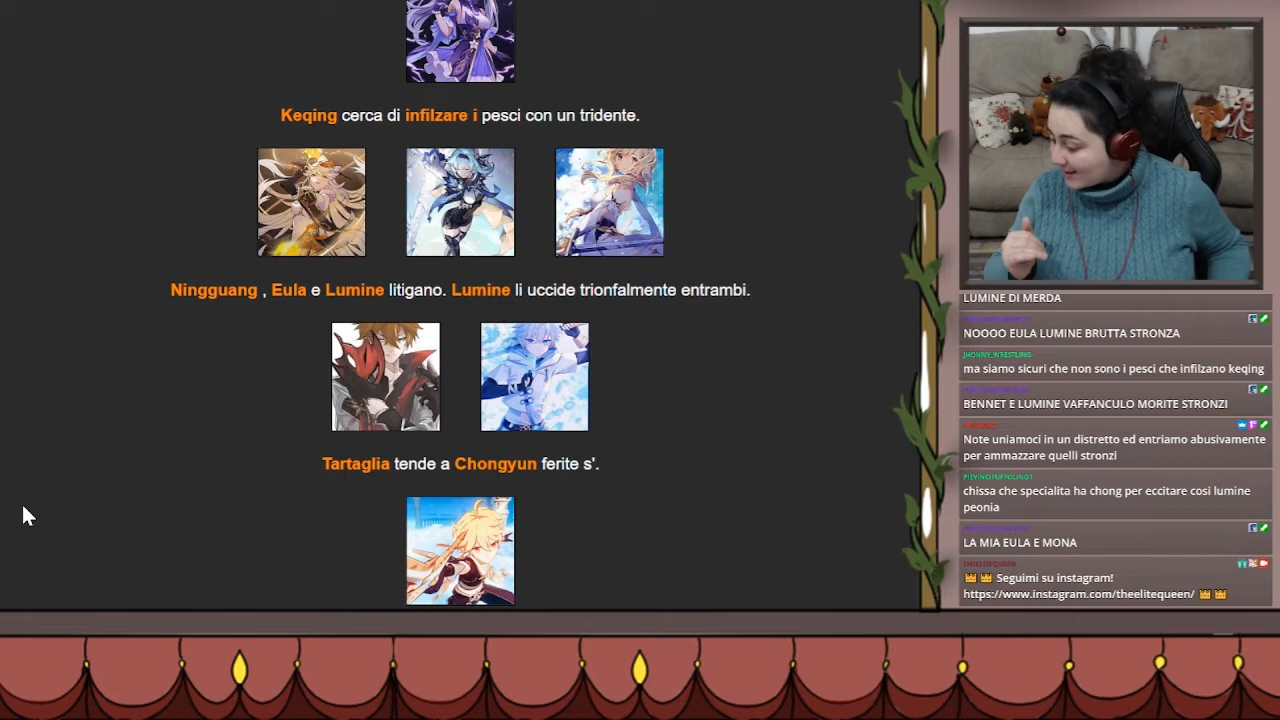 Keqing cerca di infilzare i pesci con un tridente.
Ningguang , Eula e Lumine litigano. Lumine li uccide trionfalmente entrambi.
Tartaglia tende a Chongyun ferite s'.
LUMINE DI MERDA
NOOOO EULA LUMINE BRUTTA STRONZA
JHONNY_WRESTLING
ma siamo sicuri che non sono i pesci che infilzano keqing
BENNET E LUMINE VAFFANCULO MORITE STRONZI
Note uniamoci in un distretto ed entriamo abusivamente
per ammazzare quelli stronzi
chissa che specialita ha chong per eccitare cosi lumine
peonia
LA MIA EULA E MONA
THEELITEQUEEN
Seguimi su instagram!
https://www.instagram.com/theelitequeen/